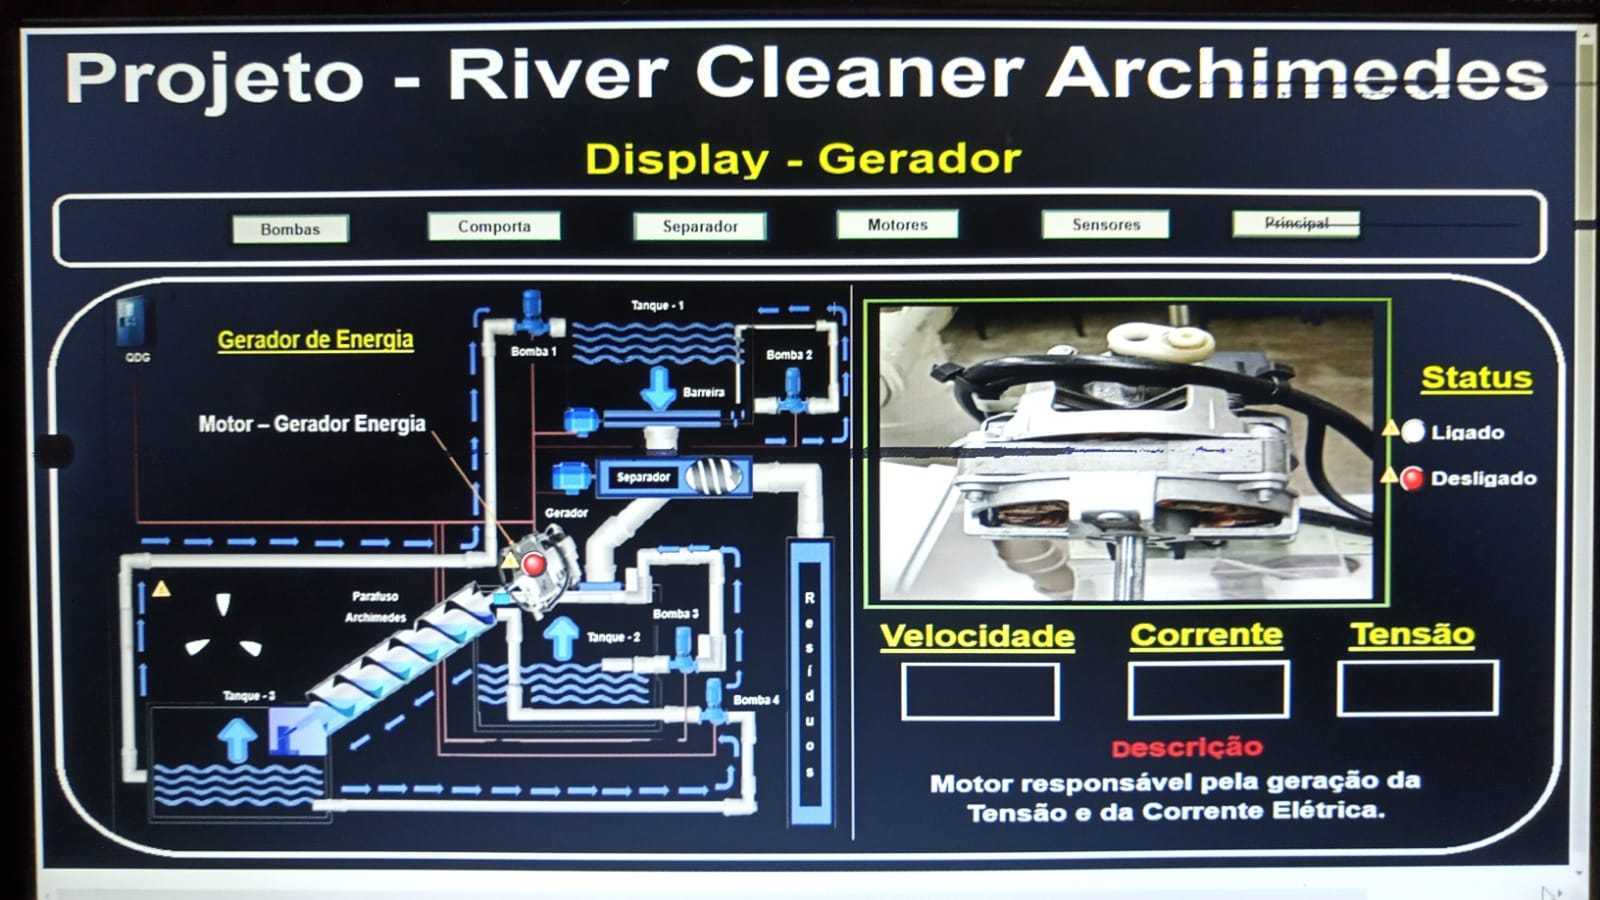 Projeto - River Cleaner Archimedes
Display - Gerador
Bombas
Comporta
Separador
Motores
Sensores
Principal
QDG
Gerador de Energia
Motor – Gerador Energia
Bomba 1
Tanque - 1
Barreira
Bomba 2
Separador
Gerador
Parafuso
Archimedes
Tanque - 2
Bomba 3
Tanque - 3
Bomba 4
Resíduos
Status
Ligado
Desligado
Velocidade
Corrente
Tensão
Descrição
Motor responsável pela geração da
Tensão e da Corrente Elétrica.